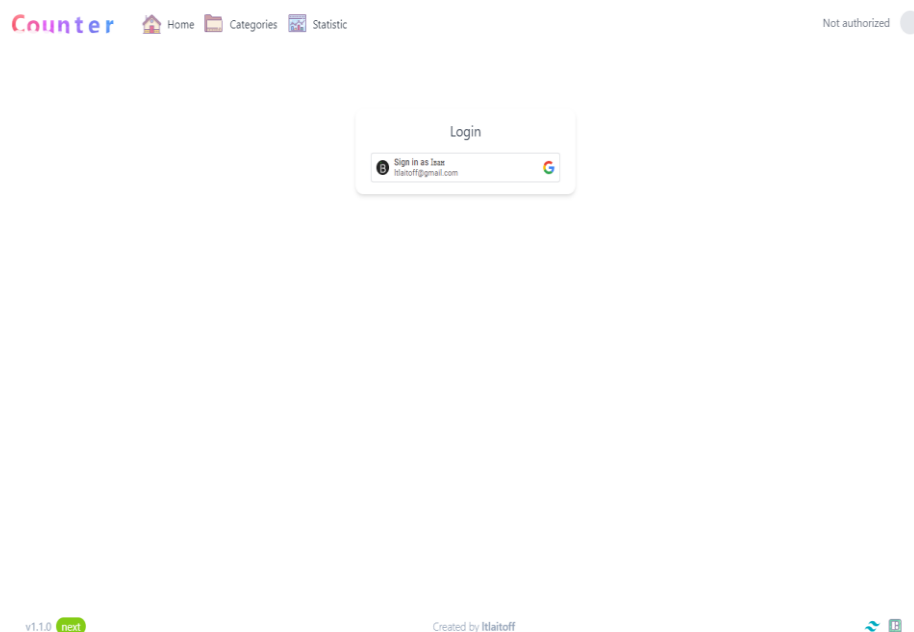 Counter
Home
Categories
Statistic
Not authorized
Login
B
Sign in as Іван
ltlaitoff@gmail.com
v1.1.0 next
Created by ltlaitoff